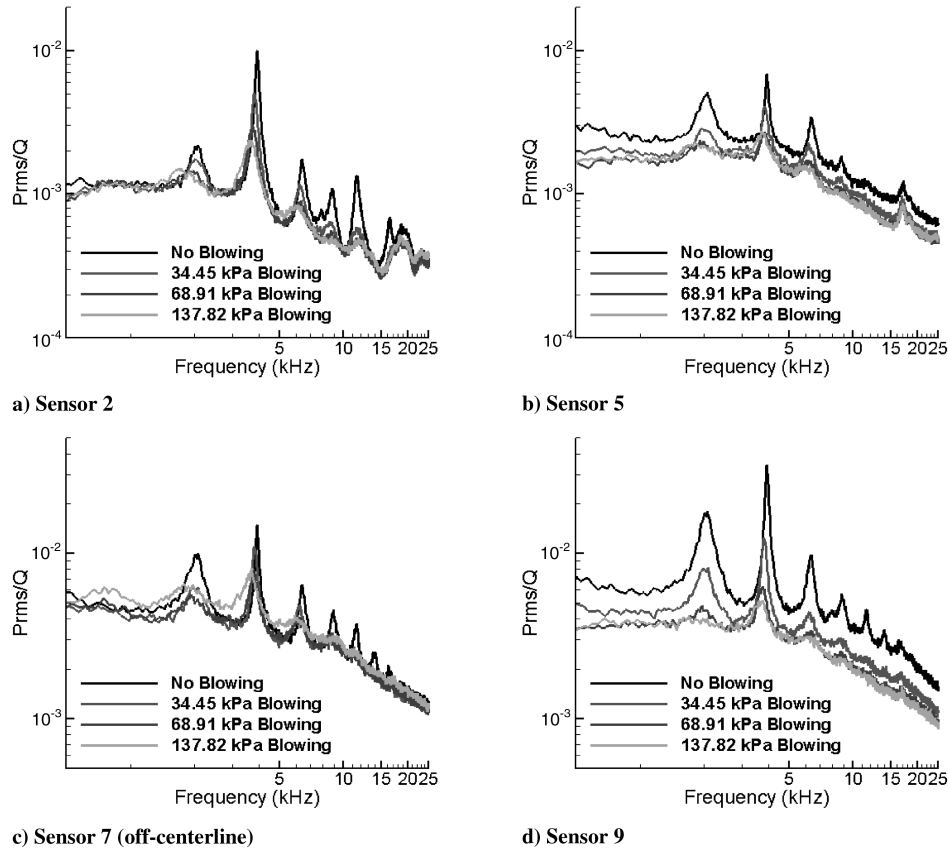 10-2
Prms/Q
10-3
No Blowing
34.45 kPa Blowing
68.91 kPa Blowing
137.82 kPa Blowing
10-4
5 10 15 2025
Frequency (kHz)
a) Sensor 2
10-2
Prms/Q
10-3
No Blowing
34.45 kPa Blowing
68.91 kPa Blowing
137.82 kPa Blowing
10-4
5 10 15 2025
Frequency (kHz)
b) Sensor 5
10-2
Prms/Q
No Blowing
34.45 kPa Blowing
68.91 kPa Blowing
10-3
137.82 kPa Blowing
5 10 15 2025
Frequency (kHz)
c) Sensor 7 (off-centerline)
10-2
Prms/Q
No Blowing
34.45 kPa Blowing
68.91 kPa Blowing
10-3
137.82 kPa Blowing
5 10 15 2025
Frequency (kHz)
d) Sensor 9